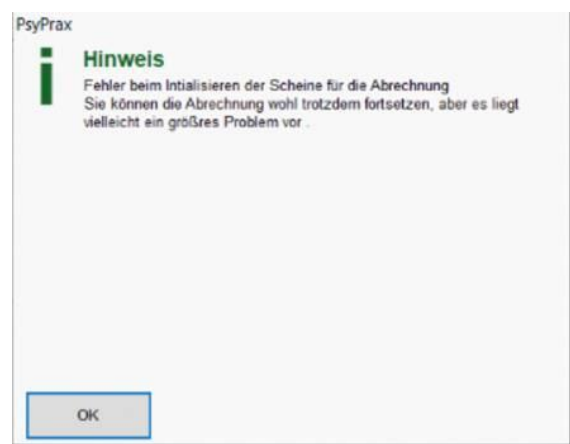 PsyPrax
Hinweis
Fehler beim Intialisieren der Scheine für die Abrechnung
Sie können die Abrechnung wohl trotzdem fortsetzen, aber es liegt
vielleicht ein größres Problem vor .
OK